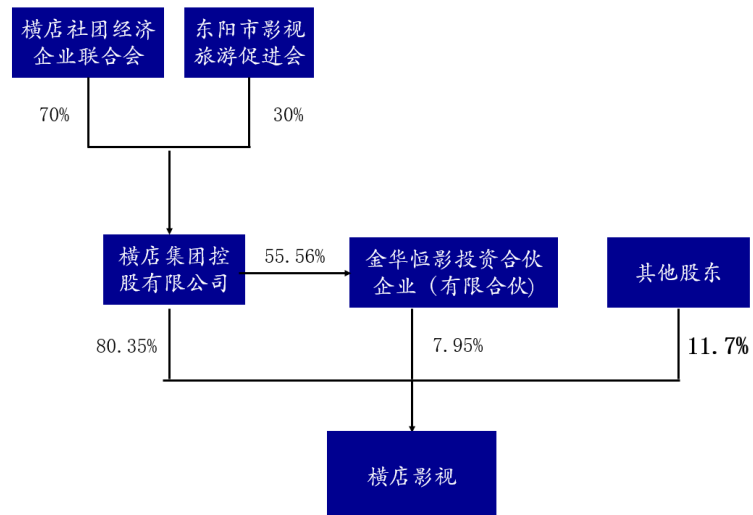 横店社团经济
企业联合会
东阳市影视
旅游促进会
70%
30%
横店集团控
股有限公司
55.56%
金华恒影投资合伙
企业（有限合伙)
其他股东
80.35%
7.95%
11.7%
横店影视